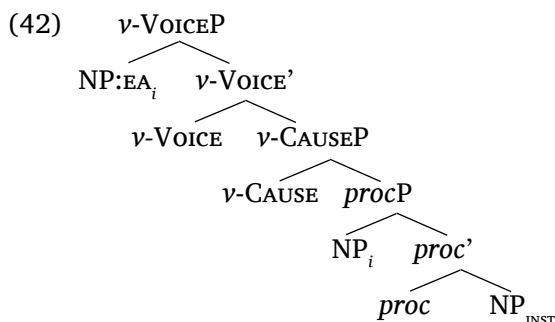 (42) v-VOICEP
NP:EAi v-VOICE’
v-VOICE v-CAUSEP
v-CAUSE procP
NPi proc’
proc NPINST